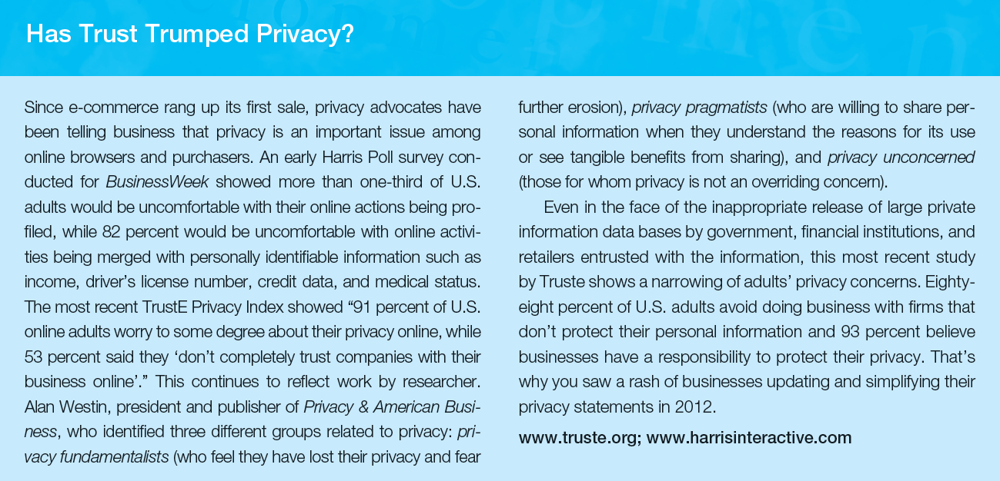 Has Trust Trumped Privacy?
Since e-commerce rang up its first sale, privacy advocates have
been telling business that privacy is an important issue among
online browsers and purchasers. An early Harris Poll survey con-
ducted for BusinessWeek showed more than one-third of U.S.
adults would be uncomfortable with their online actions being pro-
filed, while 82 percent would be uncomfortable with online activi-
ties being merged with personally identifiable information such as
income, driver's license number, credit data, and medical status.
The most recent TrustE Privacy Index showed “91 percent of U.S.
online adults worry to some degree about their privacy online, while
53 percent said they ‘don't completely trust companies with their
business online’.” This continues to reflect work by researcher.
Alan Westin, president and publisher of Privacy & American Busi-
ness, who identified three different groups related to privacy: pri-
vacy fundamentalists (who feel they have lost their privacy and fear
further erosion), privacy pragmatists (who are willing to share per-
sonal information when they understand the reasons for its use
or see tangible benefits from sharing), and privacy unconcerned
(those for whom privacy is not an overriding concern).
Even in the face of the inappropriate release of large private
information data bases by government, financial institutions, and
retailers entrusted with the information, this most recent study
by Truste shows a narrowing of adults' privacy concerns. Eighty-
eight percent of U.S. adults avoid doing business with firms that
don't protect their personal information and 93 percent believe
businesses have a responsibility to protect their privacy. That's
why you saw a rash of businesses updating and simplifying their
privacy statements in 2012.
www.truste.org; www.harrisinteractive.com